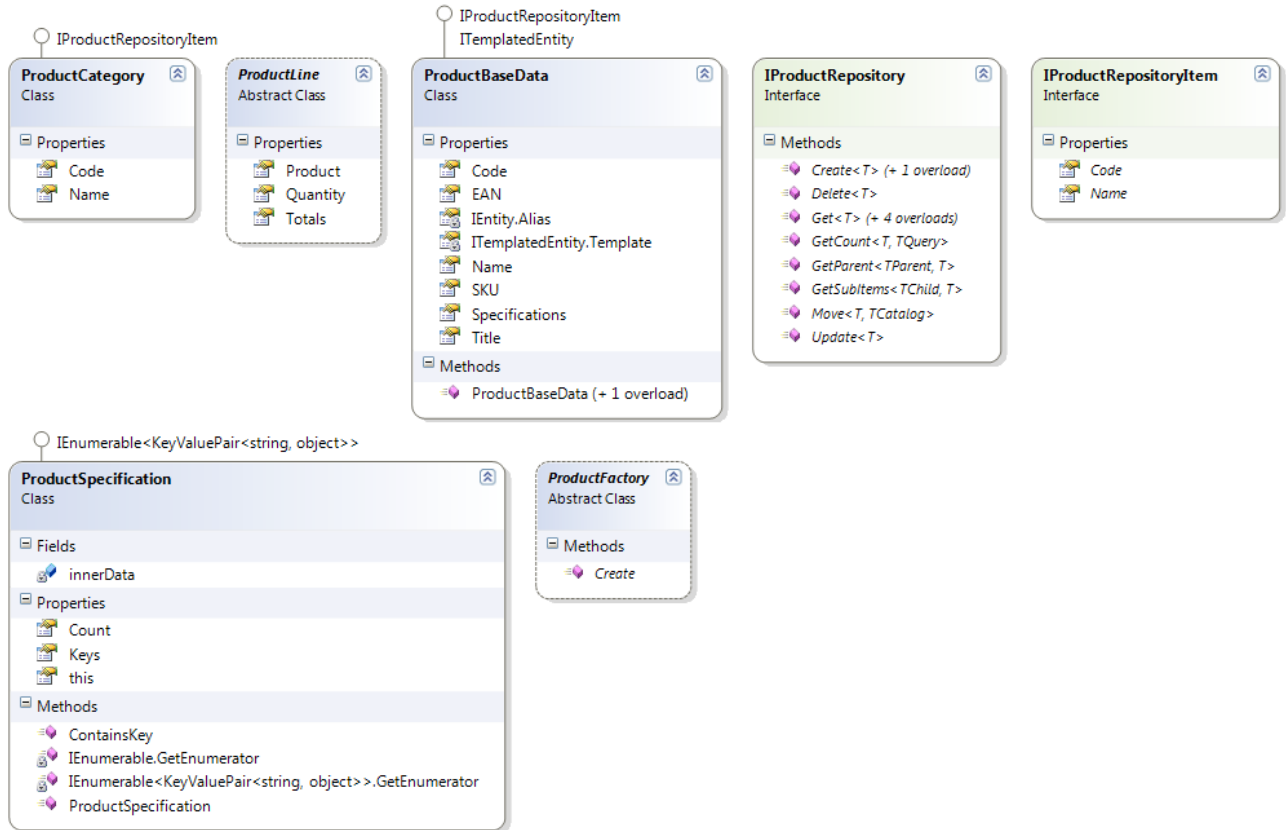 IProductRepositoryItem
ProductCategory
Class
Properties
Code
Name
ProductLine
Abstract Class
Properties
Product
Quantity
Totals
IProductRepositoryItem
ITemplatedEntity
ProductBaseData
Class
Properties
Code
EAN
IEntity.Alias
ITemplatedEntity.Template
Name
SKU
Specifications
Title
Methods
ProductBaseData (+ 1 overload)
IProductRepository
Interface
Methods
Create<T> (+ 1 overload)
Delete<T>
Get<T> (+ 4 overloads)
GetCount<T, TQuery>
GetParent<TParent, T>
GetSubItems<TChild, T>
Move<T, TCatalog>
Update<T>
IProductRepositoryItem
Interface
Properties
Code
Name
IEnumerable<KeyValuePair<string, object>>
ProductSpecification
Class
Fields
innerData
Properties
Count
Keys
this
Methods
ContainsKey
IEnumerable.GetEnumerator
IEnumerable<KeyValuePair<string, object>>.GetEnumerator
ProductSpecification
ProductFactory
Abstract Class
Methods
Create